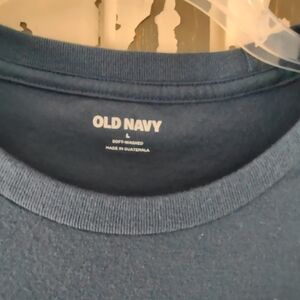 OLD NAVY
L
SOFT-WASHED
MADE IN GUATEMALA